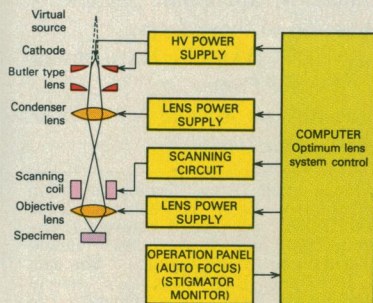 Virtual
source
Cathode
Butler type
lens
Condenser
lens
Scanning
coil
Objective
lens
Specimen
HV POWER
SUPPLY
LENS POWER
SUPPLY
SCANNING
CIRCUIT
LENS POWER
SUPPLY
OPERATION PANEL
(AUTO FOCUS)
(STIGMATOR
MONITOR)
COMPUTER
Optimum lens
system control